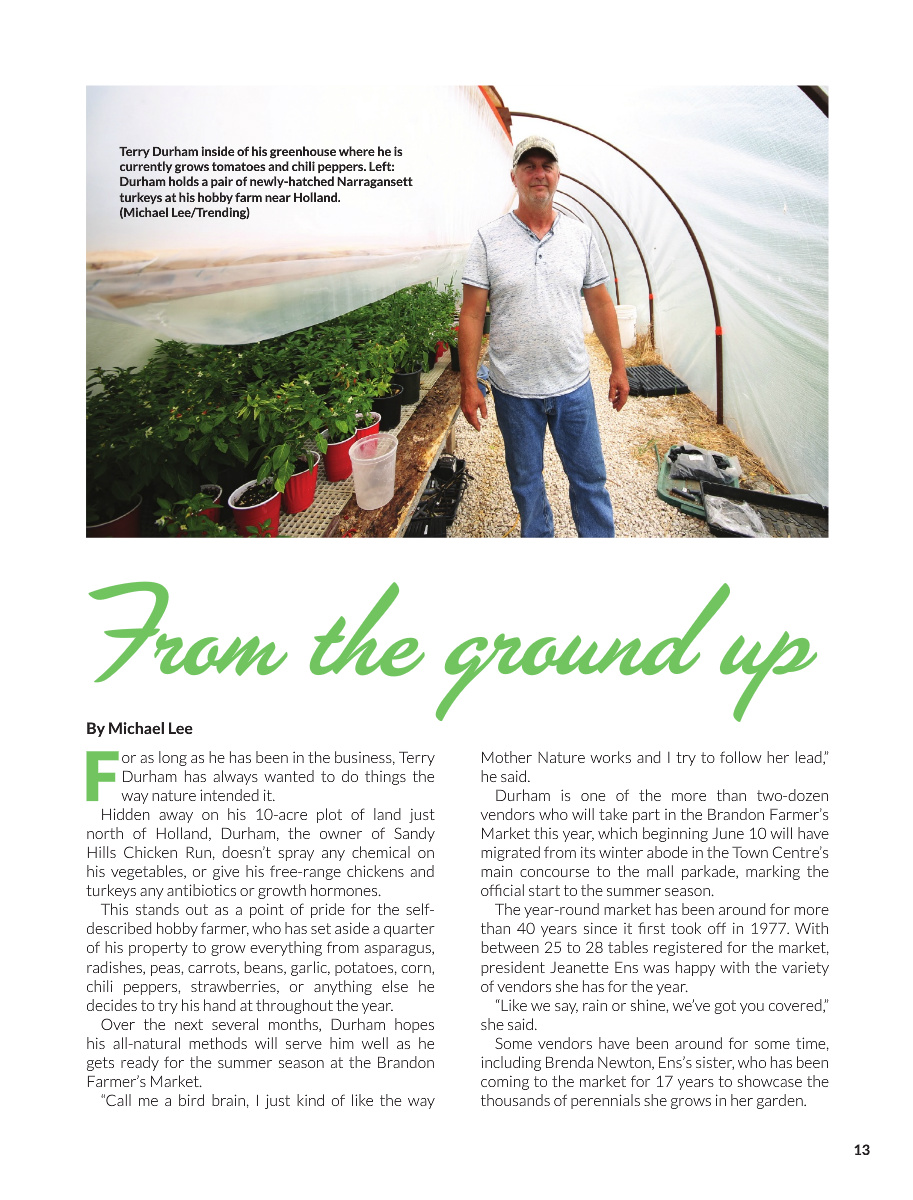 Terry Durham inside of his greenhouse where he is
currently grows tomatoes and chili peppers. Left:
Durham holds a pair of newly-hatched Narragansett
turkeys at his hobby farm near Holland.
(Michael Lee/Trending)
From the ground up
By Michael Lee
For as long as he has been in the business, Terry
Durham has always wanted to do things the
way nature intended it.
Hidden away on his 10-acre plot of land just
north of Holland, Durham, the owner of Sandy
Hills Chicken Run, doesn’t spray any chemical on
his vegetables, or give his free-range chickens and
turkeys any antibiotics or growth hormones.
This stands out as a point of pride for the self-
described hobby farmer, who has set aside a quarter
of his property to grow everything from asparagus,
radishes, peas, carrots, beans, garlic, potatoes, corn,
chili peppers, strawberries, or anything else he
decides to try his hand at throughout the year.
Over the next several months, Durham hopes
his all-natural methods will serve him well as he
gets ready for the summer season at the Brandon
Farmer’s Market.
“Call me a bird brain, I just kind of like the way
Mother Nature works and I try to follow her lead,”
he said.
Durham is one of the more than two-dozen
vendors who will take part in the Brandon Farmer’s
Market this year, which beginning June 10 will have
migrated from its winter abode in the Town Centre’s
main concourse to the mall parkade, marking the
official start to the summer season.
The year-round market has been around for more
than 40 years since it first took off in 1977. With
between 25 to 28 tables registered for the market,
president Jeanette Ens was happy with the variety
of vendors she has for the year.
“Like we say, rain or shine, we’ve got you covered,”
she said.
Some vendors have been around for some time,
including Brenda Newton, Ens’s sister, who has been
coming to the market for 17 years to showcase the
thousands of perennials she grows in her garden.
13